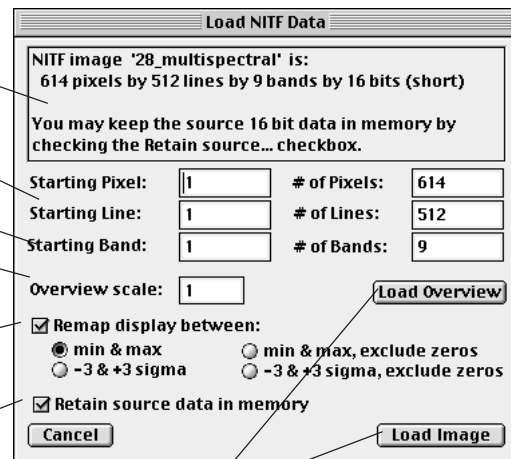 Load NITF Data
NITF image '28_multispectral' is:
614 pixels by 512 lines by 9 bands by 16 bits (short)
You may keep the source 16 bit data in memory by
checking the Retain source... checkbox.
Starting Pixel: 1 # of Pixels: 614
Starting Line: 1 # of Lines: 512
Starting Band: 1 # of Bands: 9
Overview scale: 1 Load Overview
Remap display between:
min & max min & max, exclude zeros
-3 & +3 sigma -3 & +3 sigma, exclude zeros
Retain source data in memory
Cancel Load Image